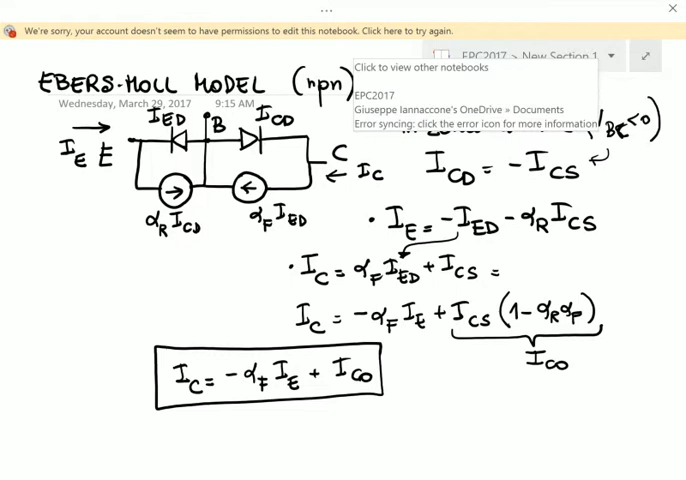 We're sorry, your account doesn't seem to have permissions to edit this notebook. Click here to try again.
EPC2017 > New Section 1
Click to view other notebooks
EPC2017
Giuseppe Iannaccone's OneDrive » Documents
Error syncing: click the error icon for more information
EBERS-MOLL MODEL (npn)
Wednesday, March 29, 2017 9:15 AM
I_ED B I_CD
I_E E C I_C
α_R I_CD α_F I_ED
BC<0)
I_CD = -I_CS
• I_E = -I_ED - α_R I_CS
• I_C = α_F I_ED + I_CS =
I_C = -α_F I_E + I_CS (1-α_R α_F)
I_CO
I_C = -α_F I_E + I_CO